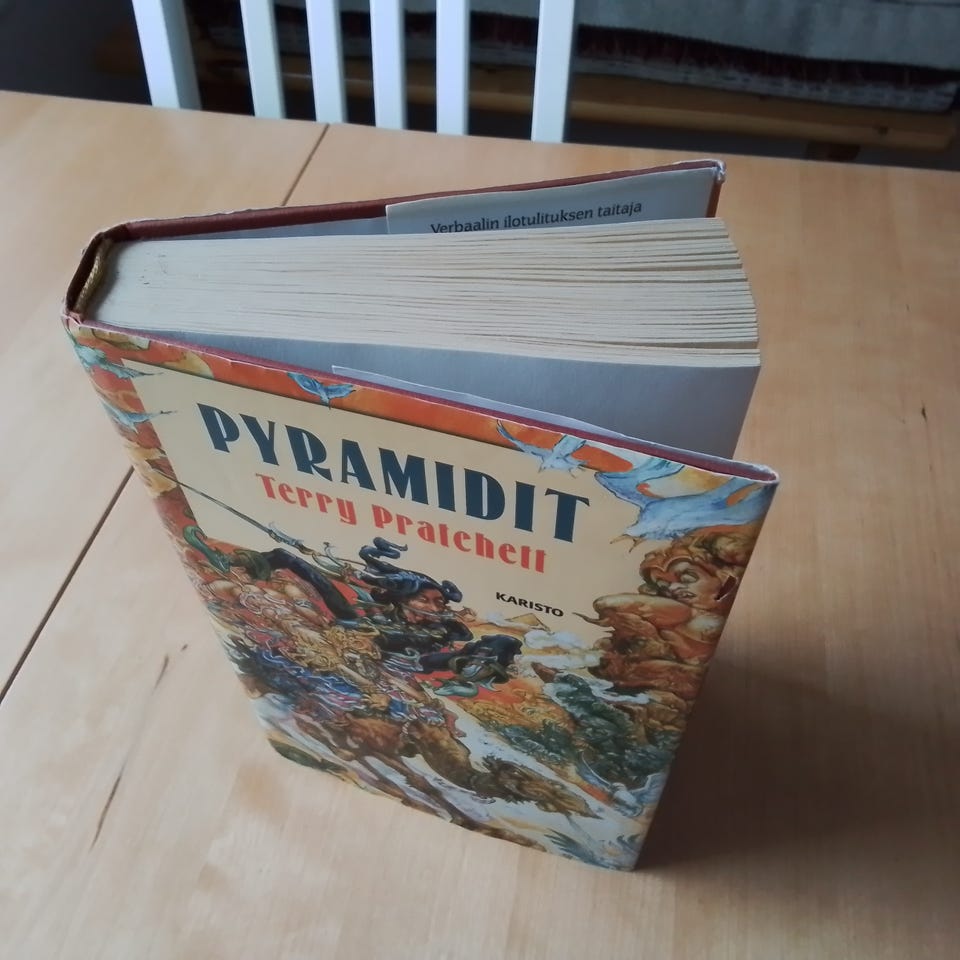 Verbaalin ilotulituksen taitaja
PYRAMIDIT
Terry Pratchett
KARISTO